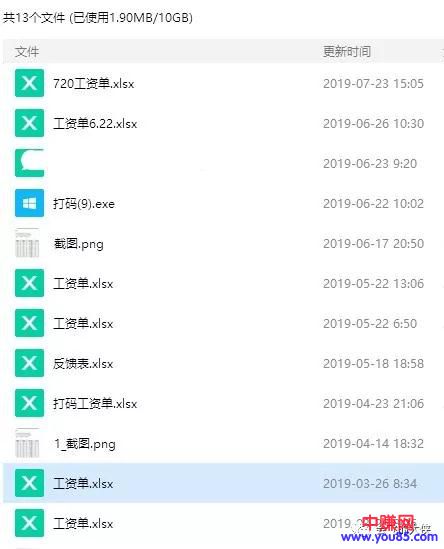 共13个文件 (已使用1.90MB/10GB)
文件 更新时间
720工资单.xlsx 2019-07-23 15:05
工资单6.22.xlsx 2019-06-26 10:30
2019-06-23 9:20
打码(9).exe 2019-06-22 10:02
截图.png 2019-06-17 20:50
工资单.xlsx 2019-05-22 13:06
工资单.xlsx 2019-05-22 6:50
反馈表.xlsx 2019-05-18 18:58
打码工资单.xlsx 2019-04-23 21:06
1_截图.png 2019-04-14 18:32
工资单.xlsx 2019-03-26 8:34
工资单.xlsx 2019-0
中赚网
www.you85.com